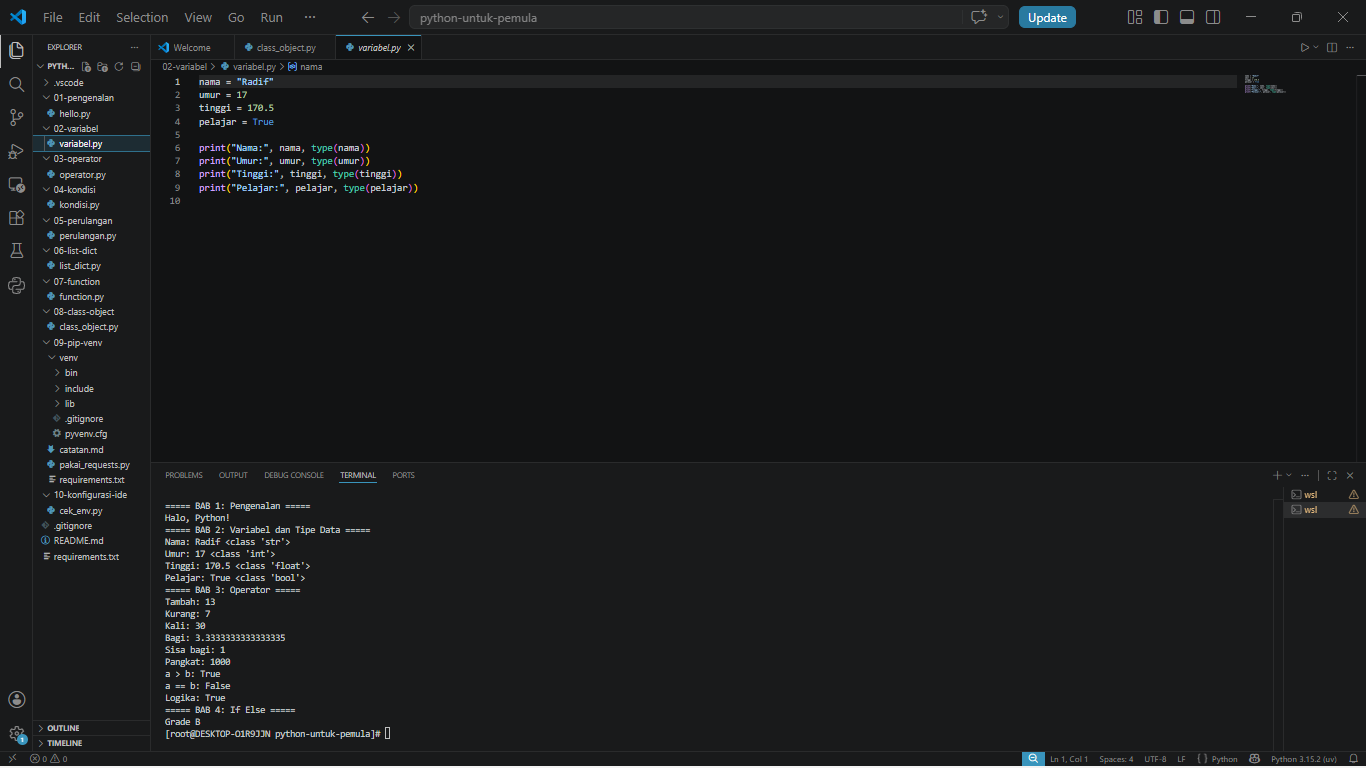 File Edit Selection View Go Run ··· python-untuk-pemula Update
EXPLORER ···
PYTH...
.vscode
01-pengenalan
hello.py
02-variabel
variabel.py
03-operator
operator.py
04-kondisi
kondisi.py
05-perulangan
perulangan.py
06-list-dict
list_dict.py
07-function
function.py
08-class-object
class_object.py
09-pip-venv
venv
bin
include
lib
.gitignore
pyvenv.cfg
catatan.md
pakai_requests.py
requirements.txt
10-konfigurasi-ide
cek_env.py
.gitignore
README.md
requirements.txt
OUTLINE
TIMELINE
Welcome class_object.py variabel.py
02-variabel > variabel.py > nama
1 nama = "Radif"
2 umur = 17
3 tinggi = 170.5
4 pelajar = True
5
6 print("Nama:", nama, type(nama))
7 print("Umur:", umur, type(umur))
8 print("Tinggi:", tinggi, type(tinggi))
9 print("Pelajar:", pelajar, type(pelajar))
10
PROBLEMS OUTPUT DEBUG CONSOLE TERMINAL PORTS
===== BAB 1: Pengenalan =====
Halo, Python!
===== BAB 2: Variabel dan Tipe Data =====
Nama: Radif <class 'str'>
Umur: 17 <class 'int'>
Tinggi: 170.5 <class 'float'>
Pelajar: True <class 'bool'>
===== BAB 3: Operator =====
Tambah: 13
Kurang: 7
Kali: 30
Bagi: 3.3333333333333335
Sisa bagi: 1
Pangkat: 1000
a > b: True
a == b: False
Logika: True
===== BAB 4: If Else =====
Grade B
[root@DESKTOP-O1R9JJN python-untuk-pemula]#
wsl
wsl
1
0 0 Ln 1, Col 1 Spaces: 4 UTF-8 LF { } Python Python 3.15.2 (uv)